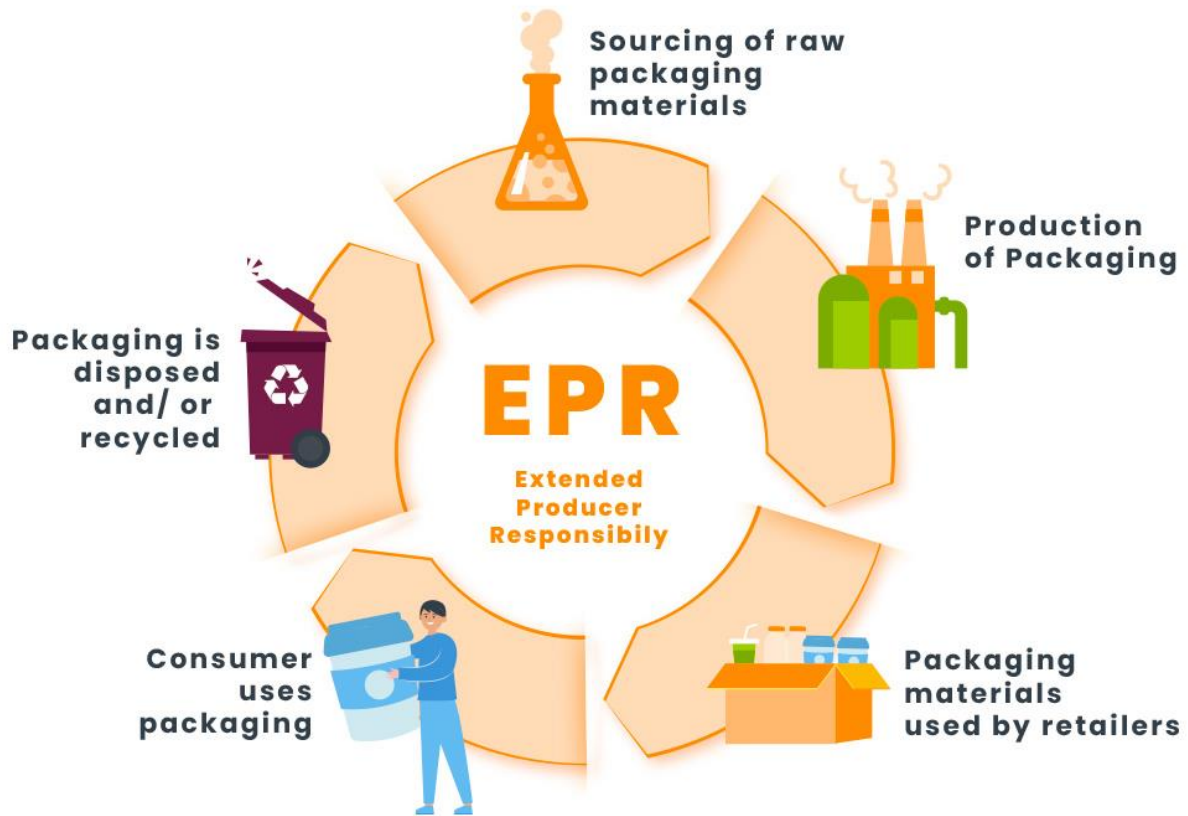 Sourcing of raw
packaging
materials
Production
of Packaging
Packaging is
disposed
and/ or
recycled
EPR
Extended
Producer
Responsibily
Consumer
uses
packaging
Packaging
materials
used by retailers